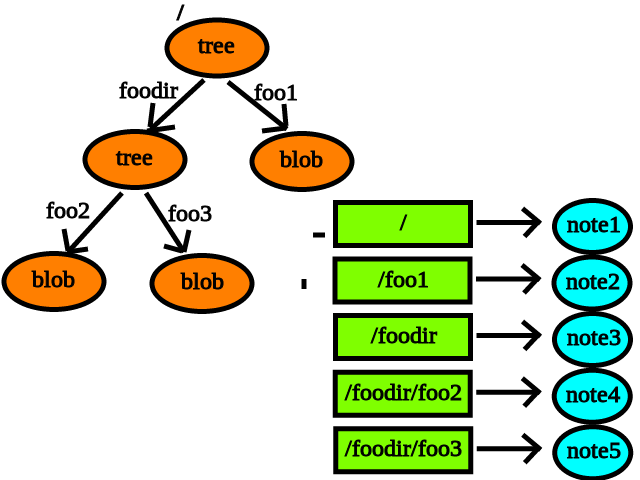 /
tree
foodir
foo1
tree
blob
foo2
foo3
blob
blob
/
note1
/foo1
note2
/foodir
note3
/foodir/foo2
note4
/foodir/foo3
note5